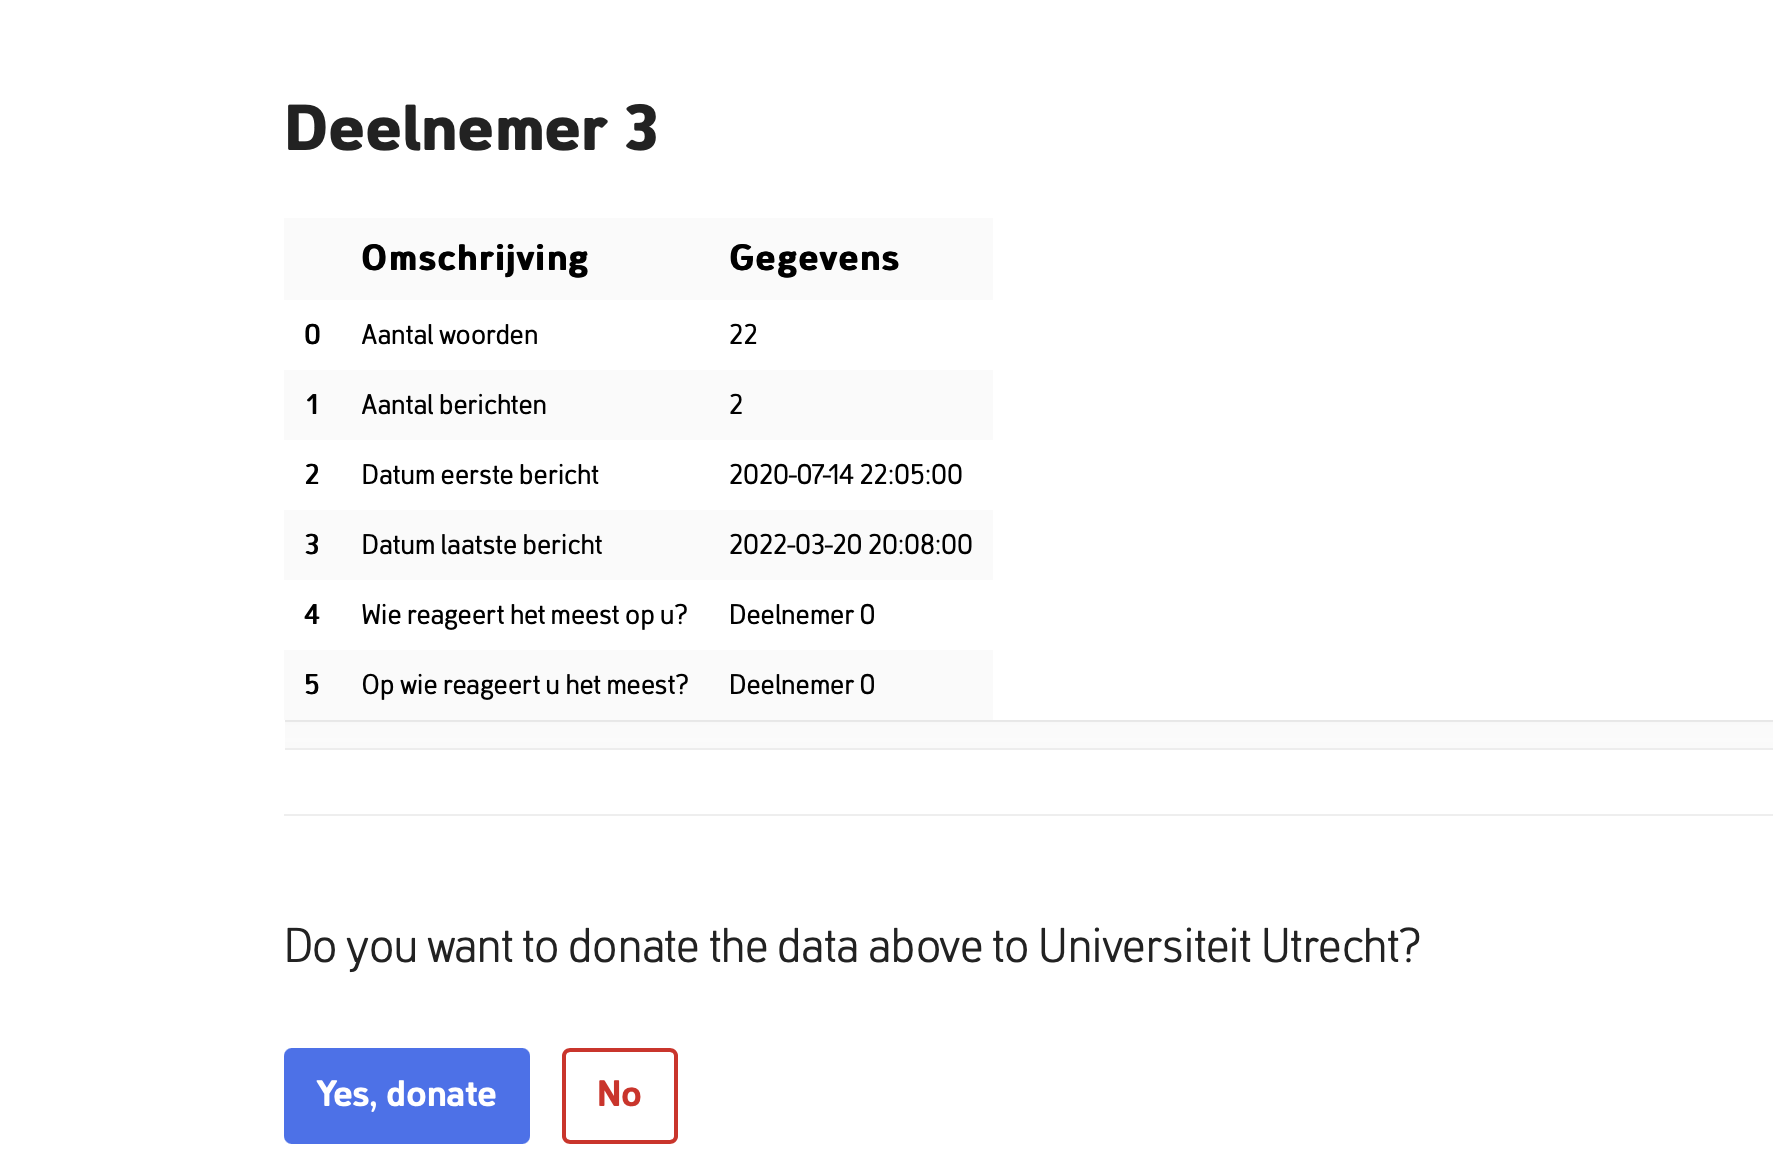 Deelnemer 3
Omschrijving Gegevens
0 Aantal woorden 22
1 Aantal berichten 2
2 Datum eerste bericht 2020-07-14 22:05:00
3 Datum laatste bericht 2022-03-20 20:08:00
4 Wie reageert het meest op u? Deelnemer 0
5 Op wie reageert u het meest? Deelnemer 0
Do you want to donate the data above to Universiteit Utrecht?
Yes, donate No